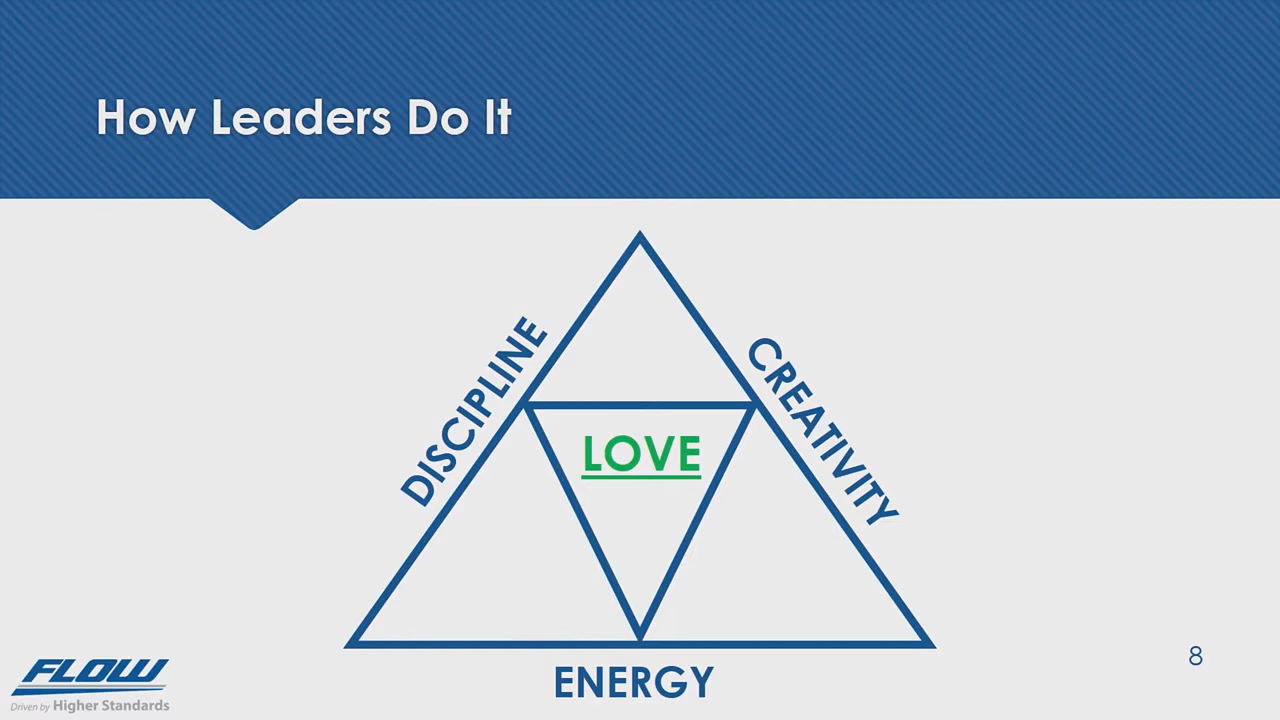 How Leaders Do It
DISCIPLINE
CREATIVITY
LOVE
ENERGY
FLOW
Driven by Higher Standards
8